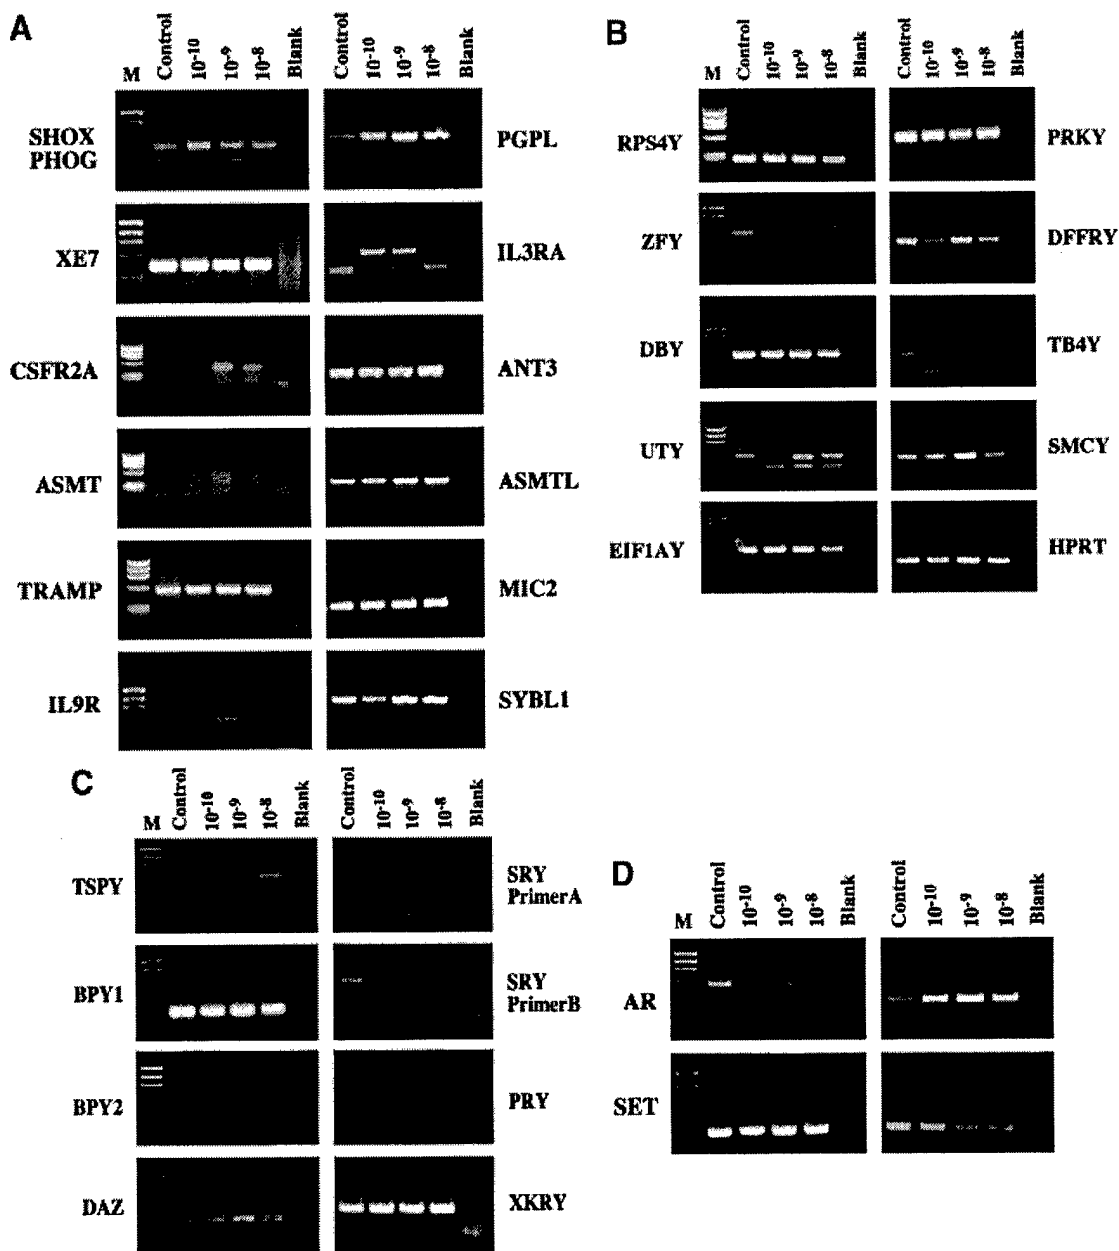 A
M Control 10-10 10-9 10-8 Blank Control 10-10 10-9 10-8 Blank
SHOX
PHOG
PGPL
XE7
IL3RA
CSFR2A
ANT3
ASMT
ASMTL
TRAMP
MIC2
IL9R
SYBL1
B
M Control 10-10 10-9 10-8 Blank Control 10-10 10-9 10-8 Blank
RPS4Y
PRKY
ZFY
DFFRY
DBY
TB4Y
UTY
SMCY
EIF1AY
HPRT
C
M Control 10-10 10-9 10-8 Blank Control 10-10 10-9 10-8 Blank
TSPY
SRY
PrimerA
BPY1
SRY
PrimerB
BPY2
PRY
DAZ
XKRY
D
M Control 10-10 10-9 10-8 Blank Control 10-10 10-9 10-8 Blank
AR
SET